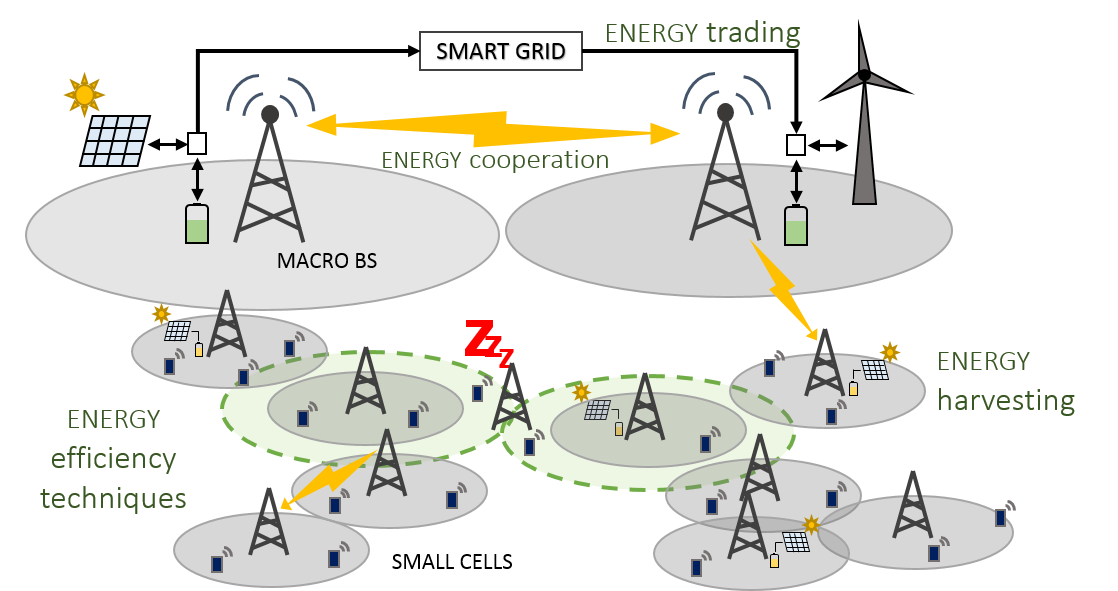 ENERGY trading
SMART GRID
ENERGY cooperation
MACRO BS
Zzz
ENERGY
harvesting
ENERGY
efficiency
techniques
SMALL CELLS